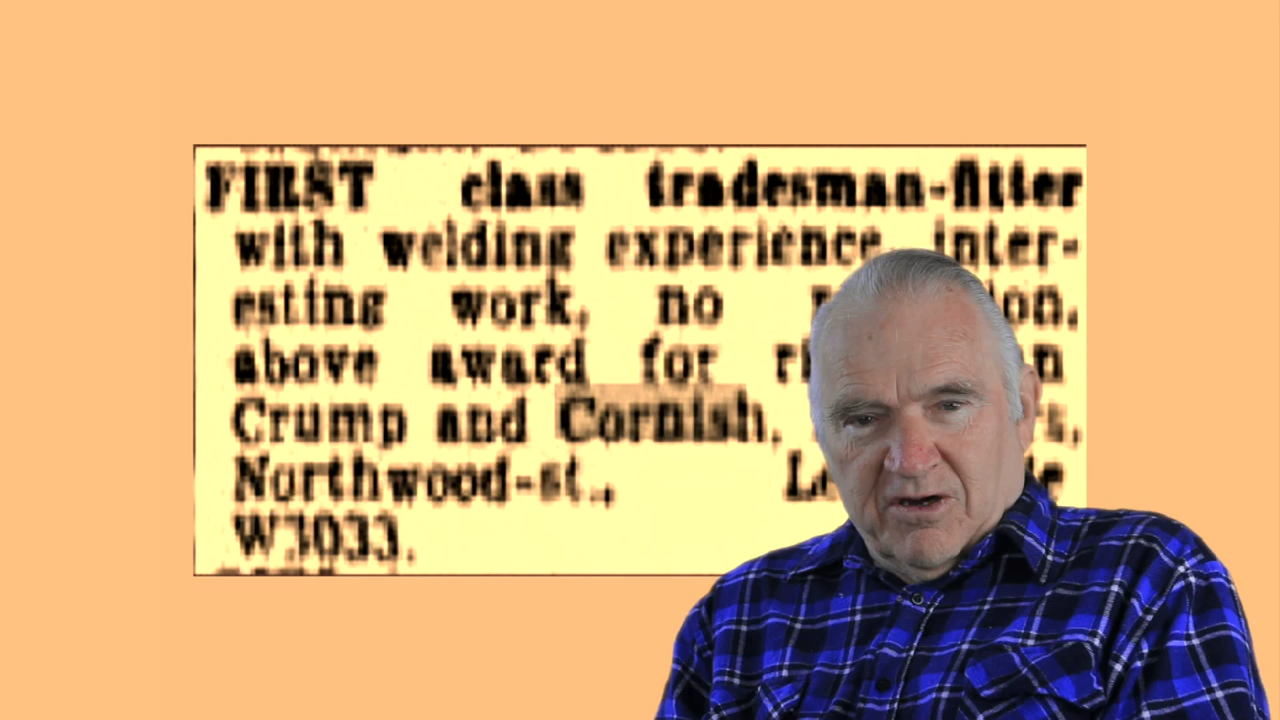 FIRST class tradesman-fitter
with welding experience, inter-
esting work, no
above award for
Crump and Cornish,
Northwood-st.,
W3033.